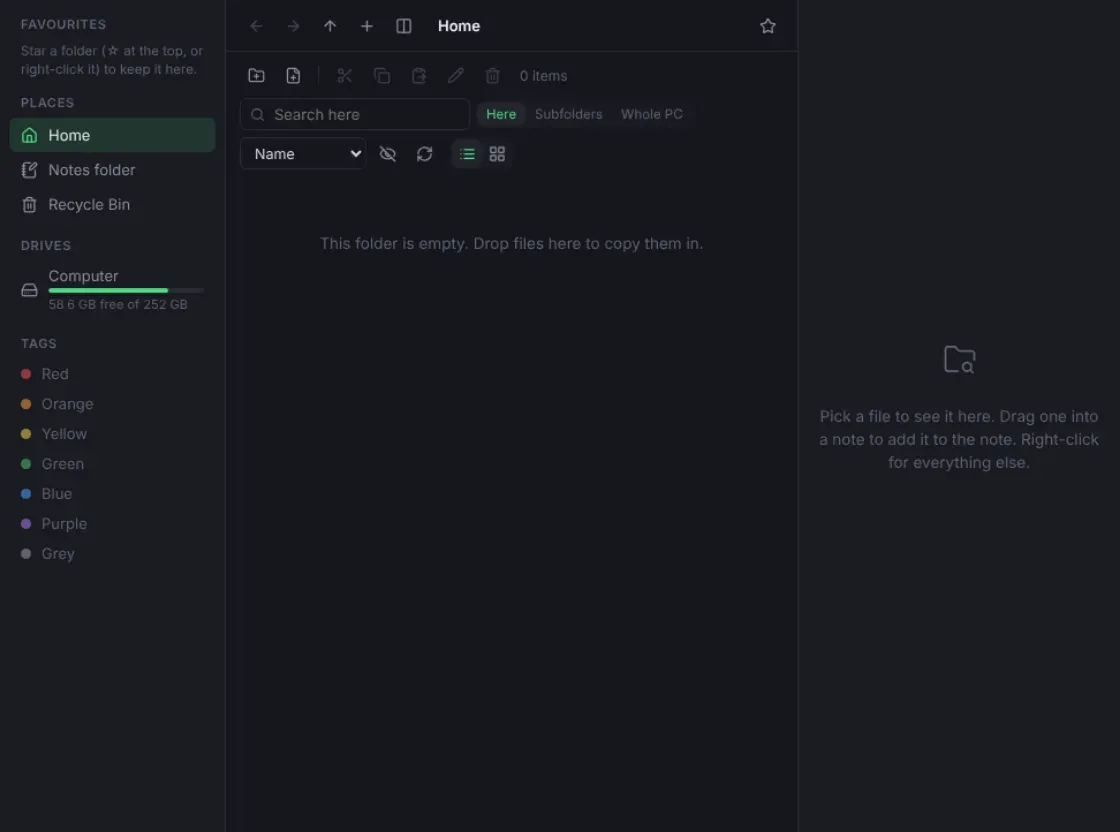 FAVOURITES
Star a folder (☆ at the top, or
right-click it) to keep it here.
PLACES
Home
Notes folder
Recycle Bin
DRIVES
Computer
58.6 GB free of 252 GB
TAGS
Red
Orange
Yellow
Green
Blue
Purple
Grey
Home
0 items
Search here
Here
Subfolders
Whole PC
Name
This folder is empty. Drop files here to copy them in.
Pick a file to see it here. Drag one into
a note to add it to the note. Right-click
for everything else.